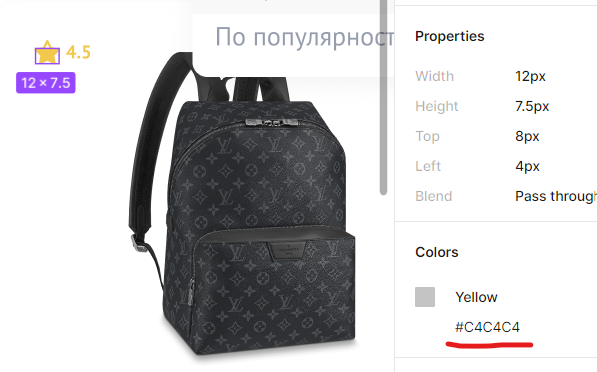 4.5
12 × 7.5
По популярност
Properties
Width 12px
Height 7.5px
Top 8px
Left 4px
Blend Pass through
Colors
Yellow
#C4C4C4